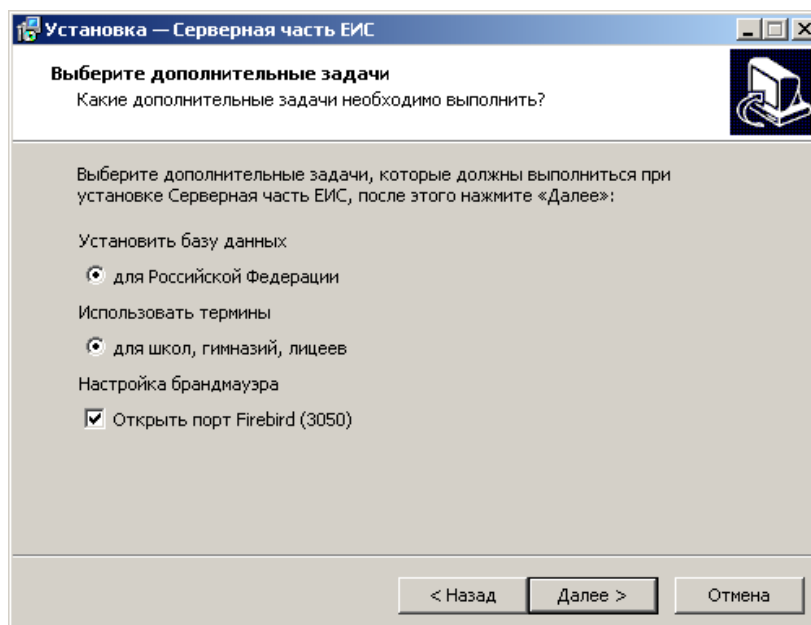 Установка — Серверная часть ЕИС
Выберите дополнительные задачи
Какие дополнительные задачи необходимо выполнить?
Выберите дополнительные задачи, которые должны выполниться при
установке Серверная часть ЕИС, после этого нажмите «Далее»:
Установить базу данных
для Российской Федерации
Использовать термины
для школ, гимназий, лицеев
Настройка брандмауэра
Открыть порт Firebird (3050)
< Назад
Далее >
Отмена